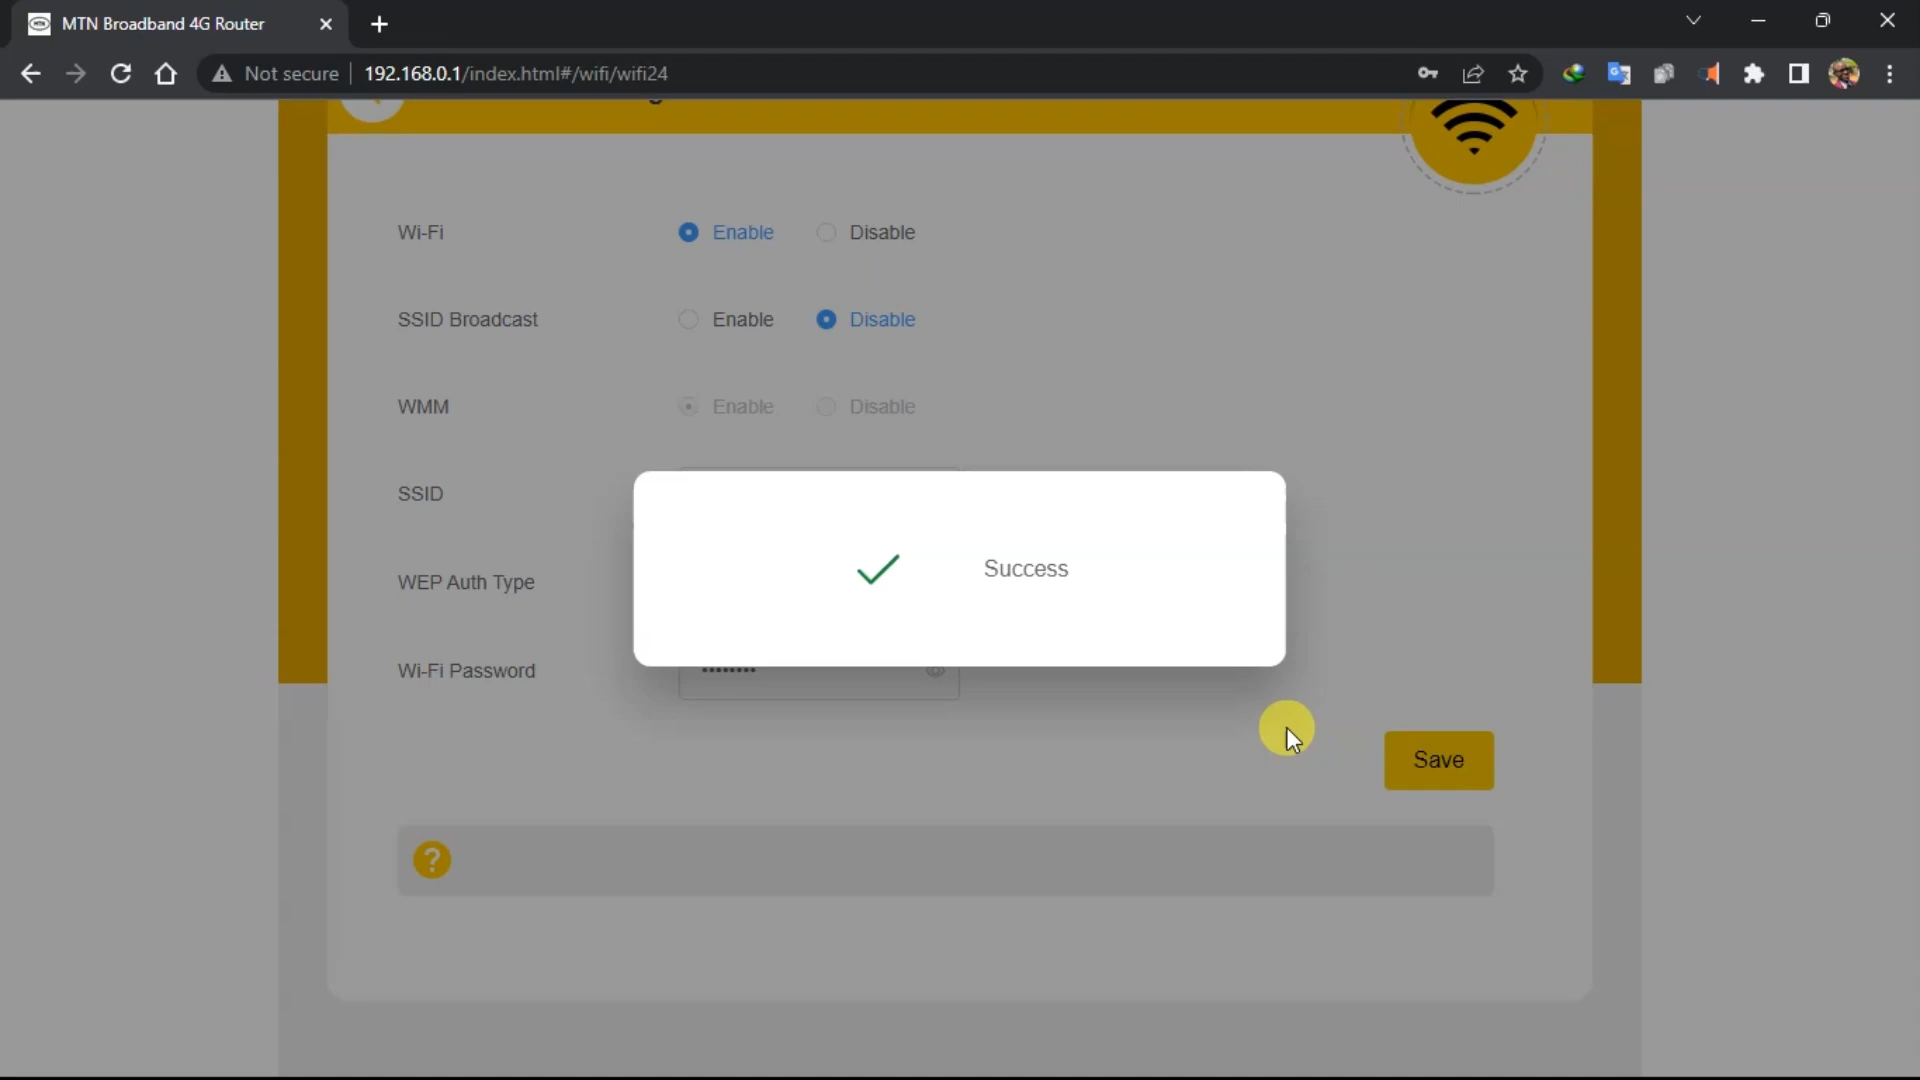 MTN Broadband 4G Router
Not secure 192.168.0.1/index.html#/wifi/wifi24
Wi-Fi Enable Disable
SSID Broadcast Enable Disable
WMM Enable Disable
SSID
Success
WEP Auth Type
Wi-Fi Password ••••••••
Save
?